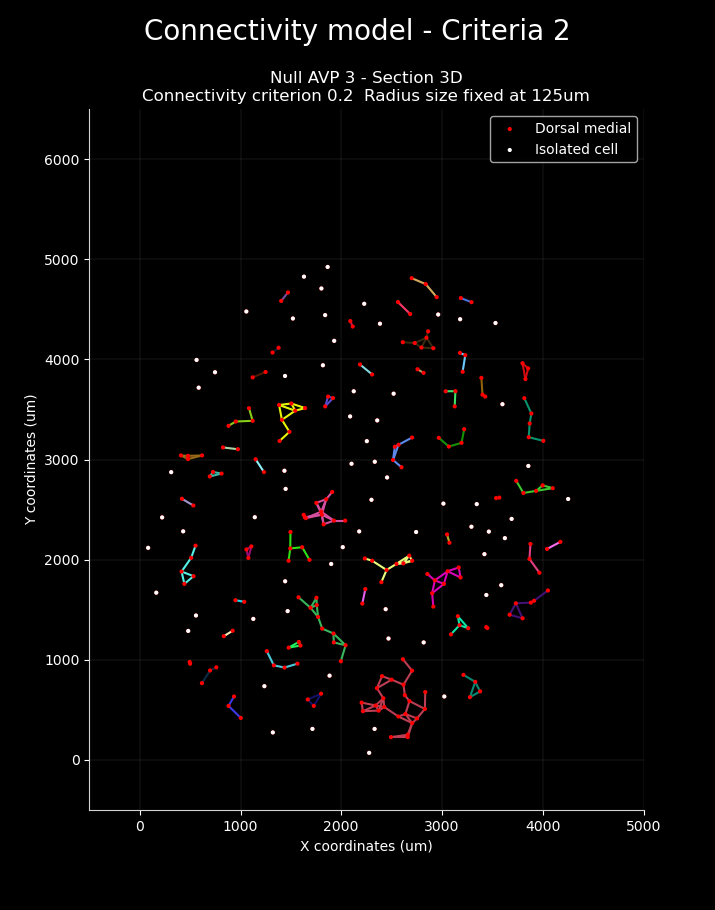 Connectivity model - Criteria 2
Null AVP 3 - Section 3D
Connectivity criterion 0.2  Radius size fixed at 125um
Dorsal medial
Isolated cell
6000
5000
4000
3000
2000
1000
0
Y coordinates (um)
0 1000 2000 3000 4000 5000
X coordinates (um)